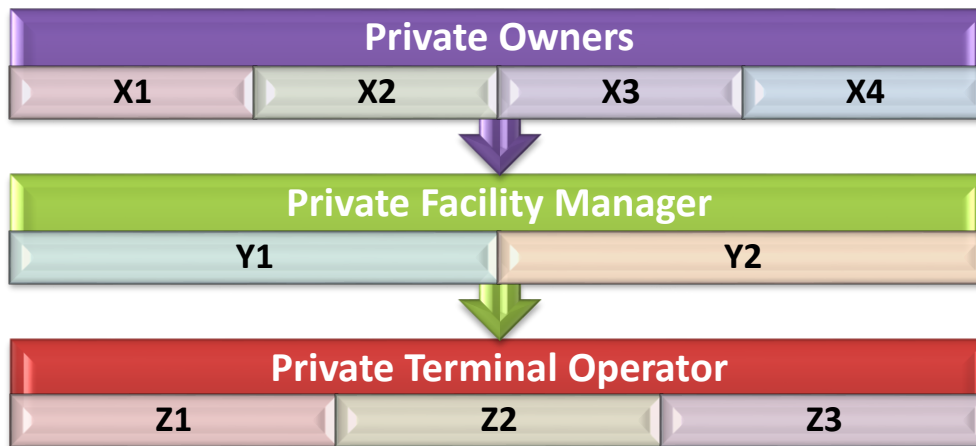 Private Owners
X1 X2 X3 X4
Private Facility Manager
Y1 Y2
Private Terminal Operator
Z1 Z2 Z3